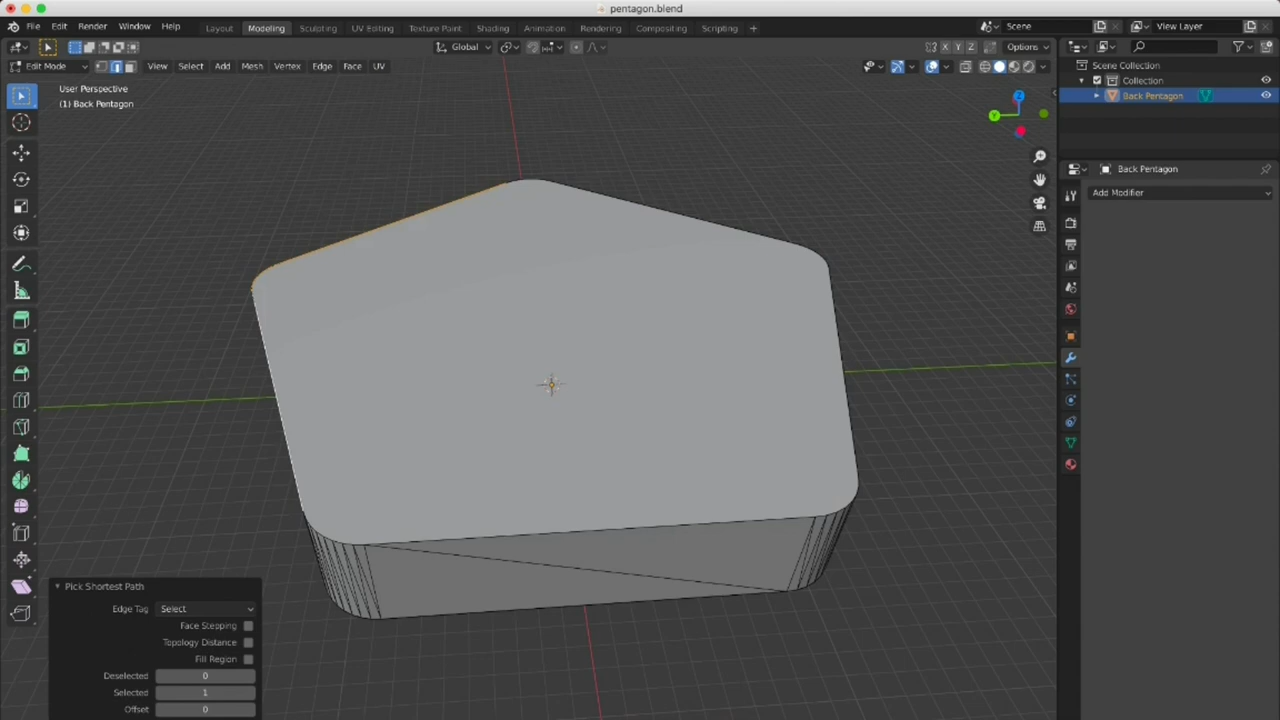 pentagon.blend
File Edit Render Window Help
Layout Modeling Sculpting UV Editing Texture Paint Shading Animation Rendering Compositing Scripting +
Scene
View Layer
Global
X Y Z
Options
Edit Mode
View Select Add Mesh Vertex Edge Face UV
User Perspective
(1) Back Pentagon
Z
Y
Scene Collection
Collection
Back Pentagon
Back Pentagon
Add Modifier
Pick Shortest Path
Edge Tag Select
Face Stepping
Topology Distance
Fill Region
Deselected 0
Selected 1
Offset 0